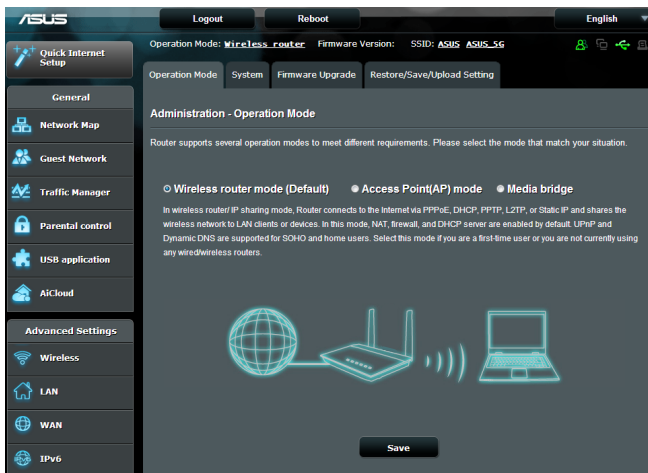 ASUS
Logout
Reboot
English
Quick Internet
Setup
Operation Mode: Wireless router Firmware Version: SSID: ASUS ASUS_5G
Operation Mode
System
Firmware Upgrade
Restore/Save/Upload Setting
General
Network Map
Guest Network
Traffic Manager
Parental control
USB application
AiCloud
Advanced Settings
Wireless
LAN
WAN
IPv6
Administration - Operation Mode
Router supports several operation modes to meet different requirements. Please select the mode that match your situation.
Wireless router mode (Default)
Access Point(AP) mode
Media bridge
In wireless router/ IP sharing mode, Router connects to the Internet via PPPoE, DHCP, PPTP, L2TP, or Static IP and shares the
wireless network to LAN clients or devices. In this mode, NAT, firewall, and DHCP server are enabled by default. UPnP and
Dynamic DNS are supported for SOHO and home users. Select this mode if you are a first-time user or you are not currently using
any wired/wireless routers.
Save